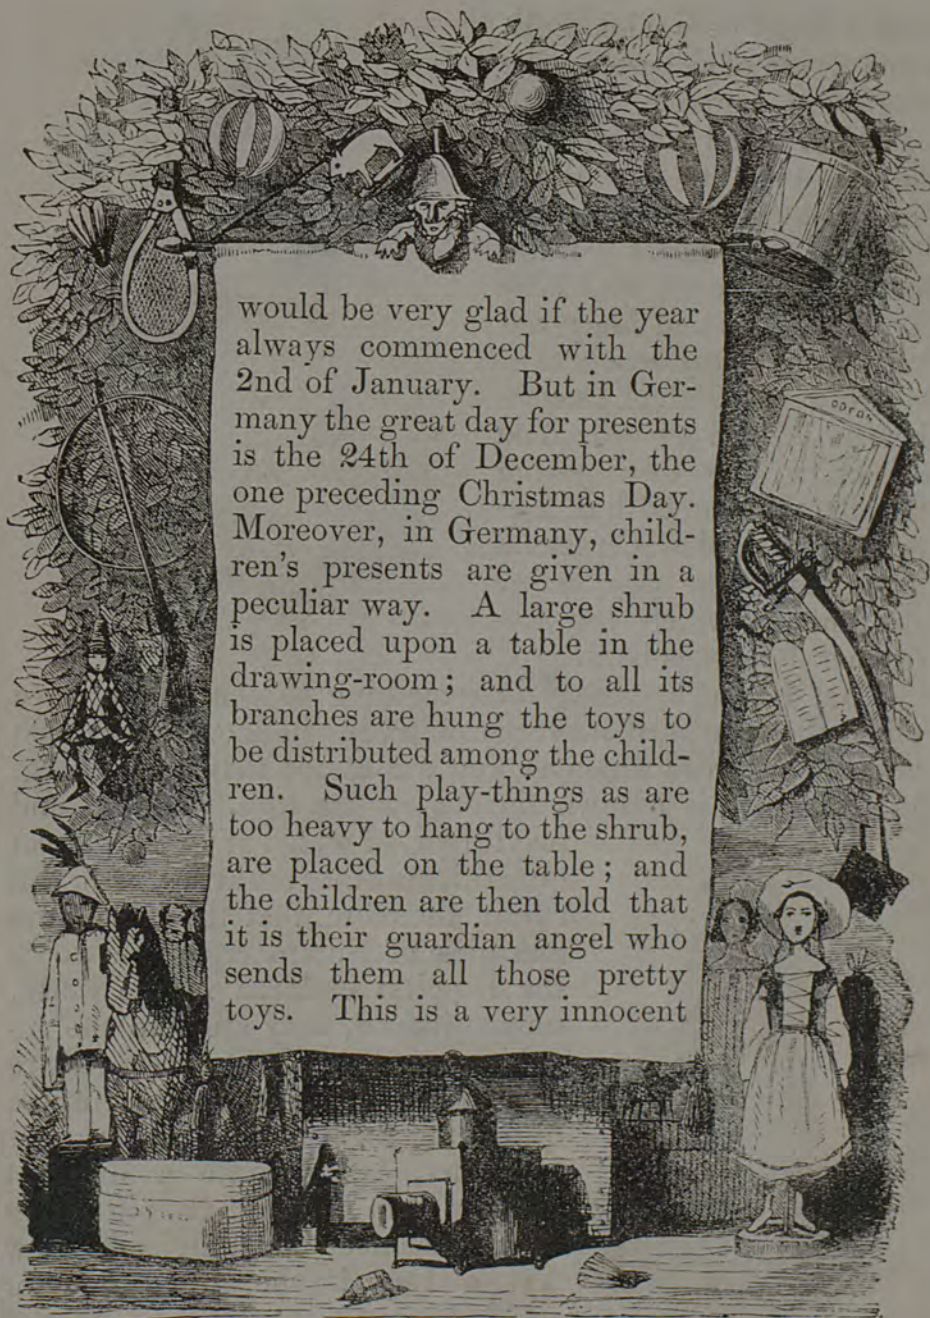 would be very glad if the year
always commenced with the
2nd of January. But in Ger-
many the great day for presents
is the 24th of December, the
one preceding Christmas Day.
Moreover, in Germany, child-
ren's presents are given in a
peculiar way. A large shrub
is placed upon a table in the
drawing-room; and to all its
branches are hung the toys to
be distributed among the child-
ren. Such play-things as are
too heavy to hang to the shrub,
are placed on the table; and
the children are then told that
it is their guardian angel who
sends them all those pretty
toys. This is a very innocent